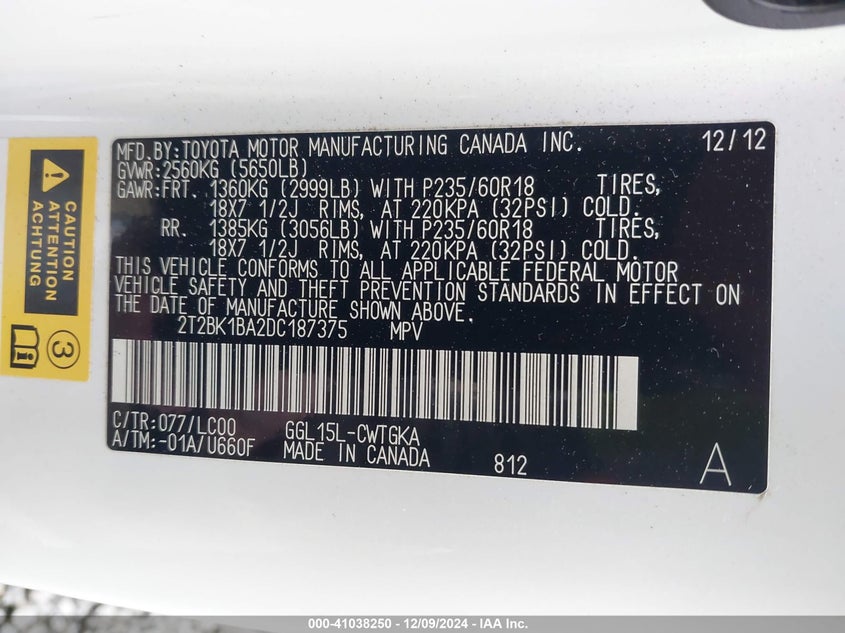 CAUTION
ATTENTION
3
MFD.BY:TOYOTA MOTOR MANUFACTURING CANADA INC. 12/12
GVWR:2560KG (5650LB)
GAWR:FRT. 1360KG (2999LB) WITH P235/60R18 TIRES,
18X7 1/2J RIMS, AT 220KPA (32PSI) COLD.
RR. 1385KG (3056LB) WITH P235/60R18 TIRES,
18X7 1/2J RIMS, AT 220KPA (32PSI) COLD.
THIS VEHICLE CONFORMS TO ALL APPLICABLE FEDERAL MOTOR
VEHICLE SAFETY AND THEFT PREVENTION STANDARDS IN EFFECT ON
THE DATE OF MANUFACTURE SHOWN ABOVE.
2T2BK1BA2DC187375 MPV
C/TR:077/LC00 GGL15L-CWTGKA
A/TM:-01A/U660F MADE IN CANADA 812 A
000-41038250 - 12/09/2024 - IAA Inc.